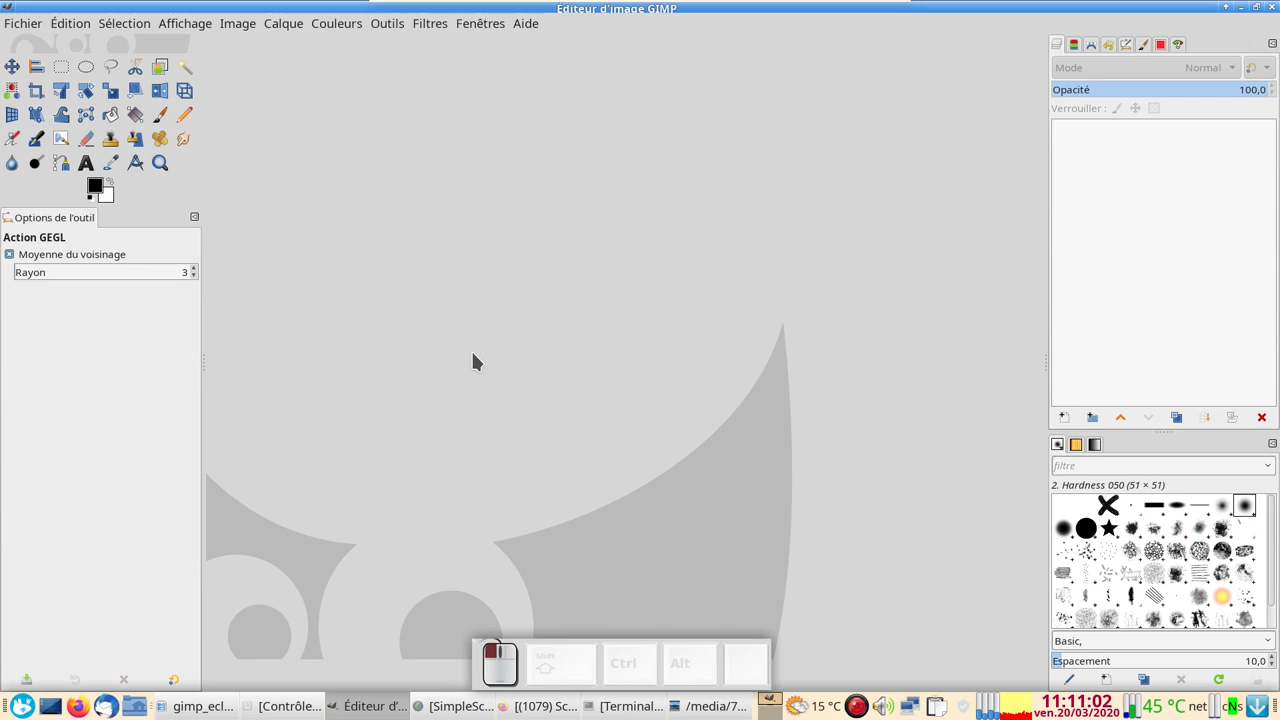 Éditeur d'image GIMP
Fichier Édition Sélection Affichage Image Calque Couleurs Outils Filtres Fenêtres Aide
Mode Normal
Opacité 100,0
Verrouiller :
Options de l'outil
Action GEGL
Moyenne du voisinage
Rayon 3
filtre
2. Hardness 050 (51 × 51)
Basic,
Espacement 10,0
Shift Ctrl Alt
gimp_ecl... [Contrôle... Éditeur d'... [SimpleSc... [(1079) Sc... [Terminal... /media/7... 15 °C 11:11:02 45 °C net cNs
ven.20/03/2020